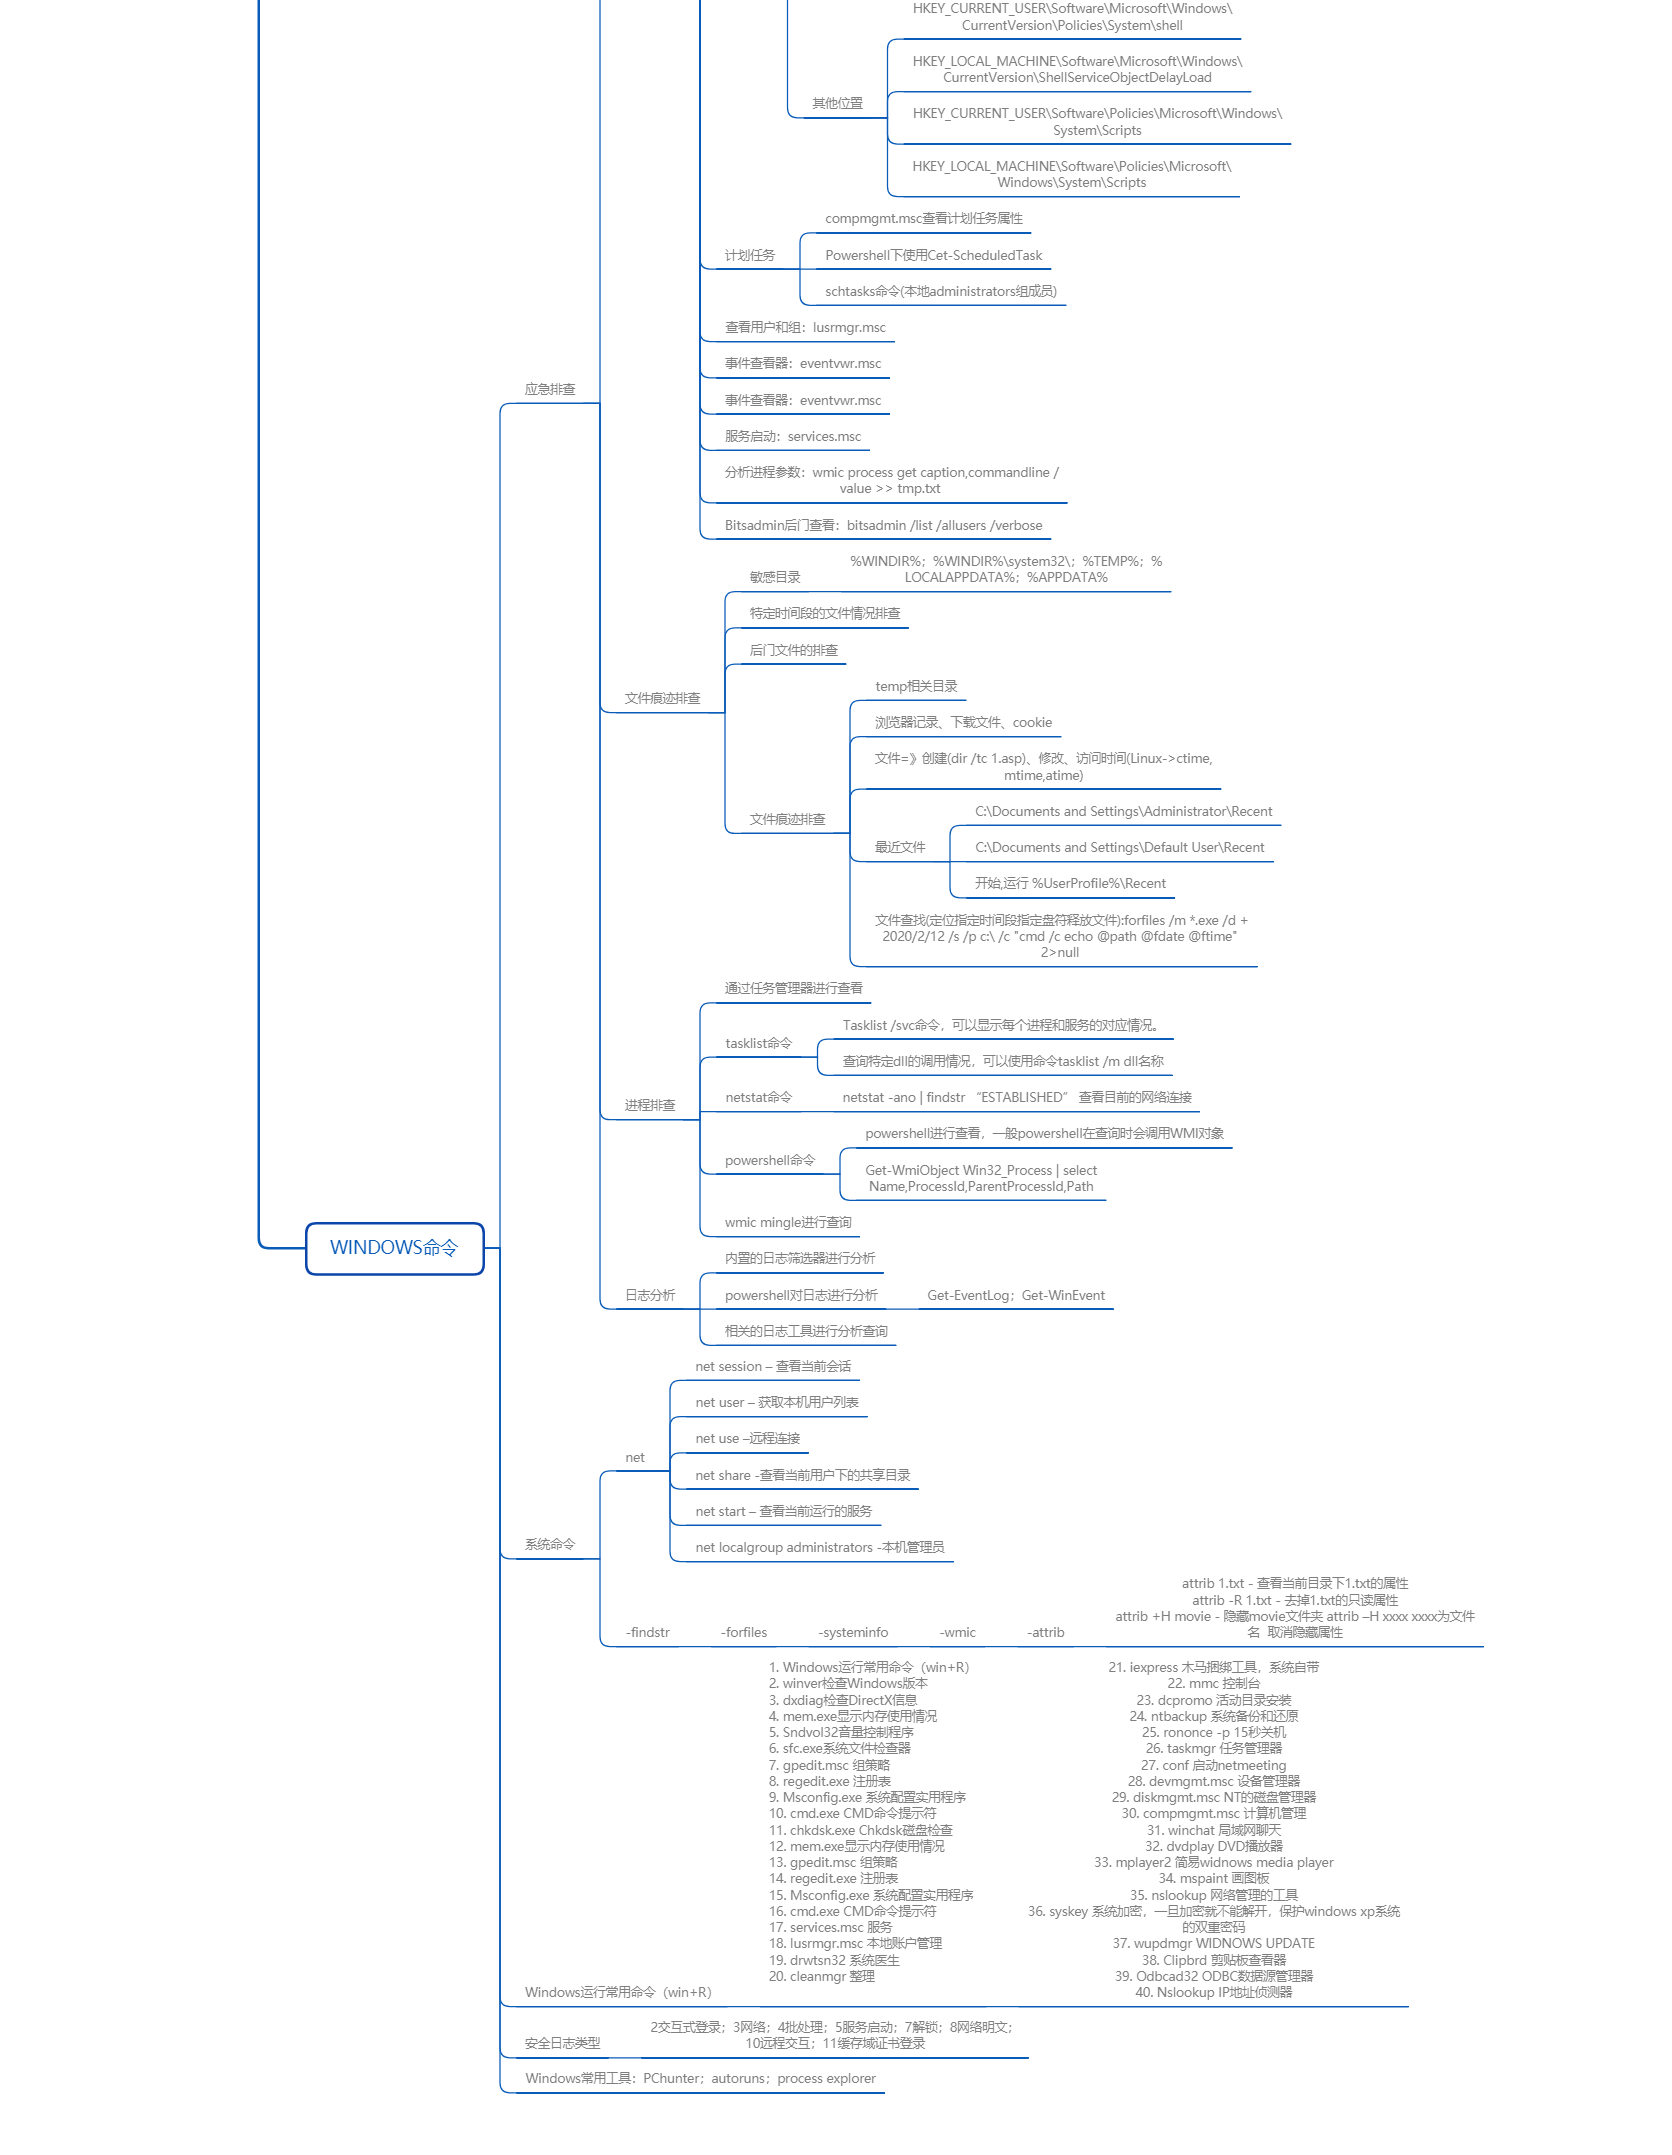 HKEY_CURRENT_USER\Software\Microsoft\Windows\
CurrentVersion\Policies\System\shell
HKEY_LOCAL_MACHINE\Software\Microsoft\Windows\
CurrentVersion\ShellServiceObjectDelayLoad
其他位置
HKEY_CURRENT_USER\Software\Policies\Microsoft\Windows\
System\Scripts
HKEY_LOCAL_MACHINE\Software\Policies\Microsoft\
Windows\System\Scripts
compmgmt.msc查看计划任务属性
计划任务
Powershell下使用Cet-ScheduledTask
schtasks命令(本地administrators组成员)
查看用户和组：lusrmgr.msc
事件查看器：eventvwr.msc
应急排查
事件查看器：eventvwr.msc
服务启动：services.msc
分析进程参数：wmic process get caption,commandline /
value >> tmp.txt
Bitsadmin后门查看：bitsadmin /list /allusers /verbose
敏感目录
%WINDIR%；%WINDIR%\system32\；%TEMP%；%
LOCALAPPDATA%；%APPDATA%
特定时间段的文件情况排查
后门文件的排查
文件痕迹排查
temp相关目录
浏览器记录、下载文件、cookie
文件=》创建(dir /tc 1.asp)、修改、访问时间(Linux->ctime,
mtime,atime)
文件痕迹排查
C:\Documents and Settings\Administrator\Recent
最近文件
C:\Documents and Settings\Default User\Recent
开始,运行 %UserProfile%\Recent
文件查找(定位指定时间段指定盘符释放文件):forfiles /m *.exe /d +
2020/2/12 /s /p c:\ /c "cmd /c echo @path @fdate @ftime"
2>null
通过任务管理器进行查看
tasklist命令
Tasklist /svc命令，可以显示每个进程和服务的对应情况。
查询特定dll的调用情况，可以使用命令tasklist /m dll名称
进程排查
netstat命令
netstat -ano | findstr “ESTABLISHED” 查看目前的网络连接
powershell命令
powershell进行查看，一般powershell在查询时会调用WMI对象
Get-WmiObject Win32_Process | select
Name,ProcessId,ParentProcessId,Path
wmic mingle进行查询
WINDOWS命令
内置的日志筛选器进行分析
日志分析
powershell对日志进行分析
Get-EventLog；Get-WinEvent
相关的日志工具进行分析查询
net session – 查看当前会话
net user – 获取本机用户列表
net use –远程连接
net
net share -查看当前用户下的共享目录
net start – 查看当前运行的服务
系统命令
net localgroup administrators -本机管理员
-findstr
-forfiles
-systeminfo
-wmic
-attrib
attrib 1.txt - 查看当前目录下1.txt的属性
attrib -R 1.txt - 去掉1.txt的只读属性
attrib +H movie - 隐藏movie文件夹 attrib –H xxxx xxxx为文件
名 取消隐藏属性
Windows运行常用命令（win+R）
1. Windows运行常用命令（win+R）
2. winver检查Windows版本
3. dxdiag检查DirectX信息
4. mem.exe显示内存使用情况
5. Sndvol32音量控制程序
6. sfc.exe系统文件检查器
7. gpedit.msc 组策略
8. regedit.exe 注册表
9. Msconfig.exe 系统配置实用程序
10. cmd.exe CMD命令提示符
11. chkdsk.exe Chkdsk磁盘检查
12. mem.exe显示内存使用情况
13. gpedit.msc 组策略
14. regedit.exe 注册表
15. Msconfig.exe 系统配置实用程序
16. cmd.exe CMD命令提示符
17. services.msc 服务
18. lusrmgr.msc 本地账户管理
19. drwtsn32 系统医生
20. cleanmgr 整理
21. iexpress 木马捆绑工具，系统自带
22. mmc 控制台
23. dcpromo 活动目录安装
24. ntbackup 系统备份和还原
25. rononce -p 15秒关机
26. taskmgr 任务管理器
27. conf 启动netmeeting
28. devmgmt.msc 设备管理器
29. diskmgmt.msc NT的磁盘管理器
30. compmgmt.msc 计算机管理
31. winchat 局域网聊天
32. dvdplay DVD播放器
33. mplayer2 简易widnows media player
34. mspaint 画图板
35. nslookup 网络管理的工具
36. syskey 系统加密，一旦加密就不能解开，保护windows xp系统
的双重密码
37. wupdmgr WIDNOWS UPDATE
38. Clipbrd 剪贴板查看器
39. Odbcad32 ODBC数据源管理器
40. Nslookup IP地址侦测器
安全日志类型
2交互式登录；3网络；4批处理；5服务启动；7解锁；8网络明文；
10远程交互；11缓存域证书登录
Windows常用工具：PChunter；autoruns；process explorer